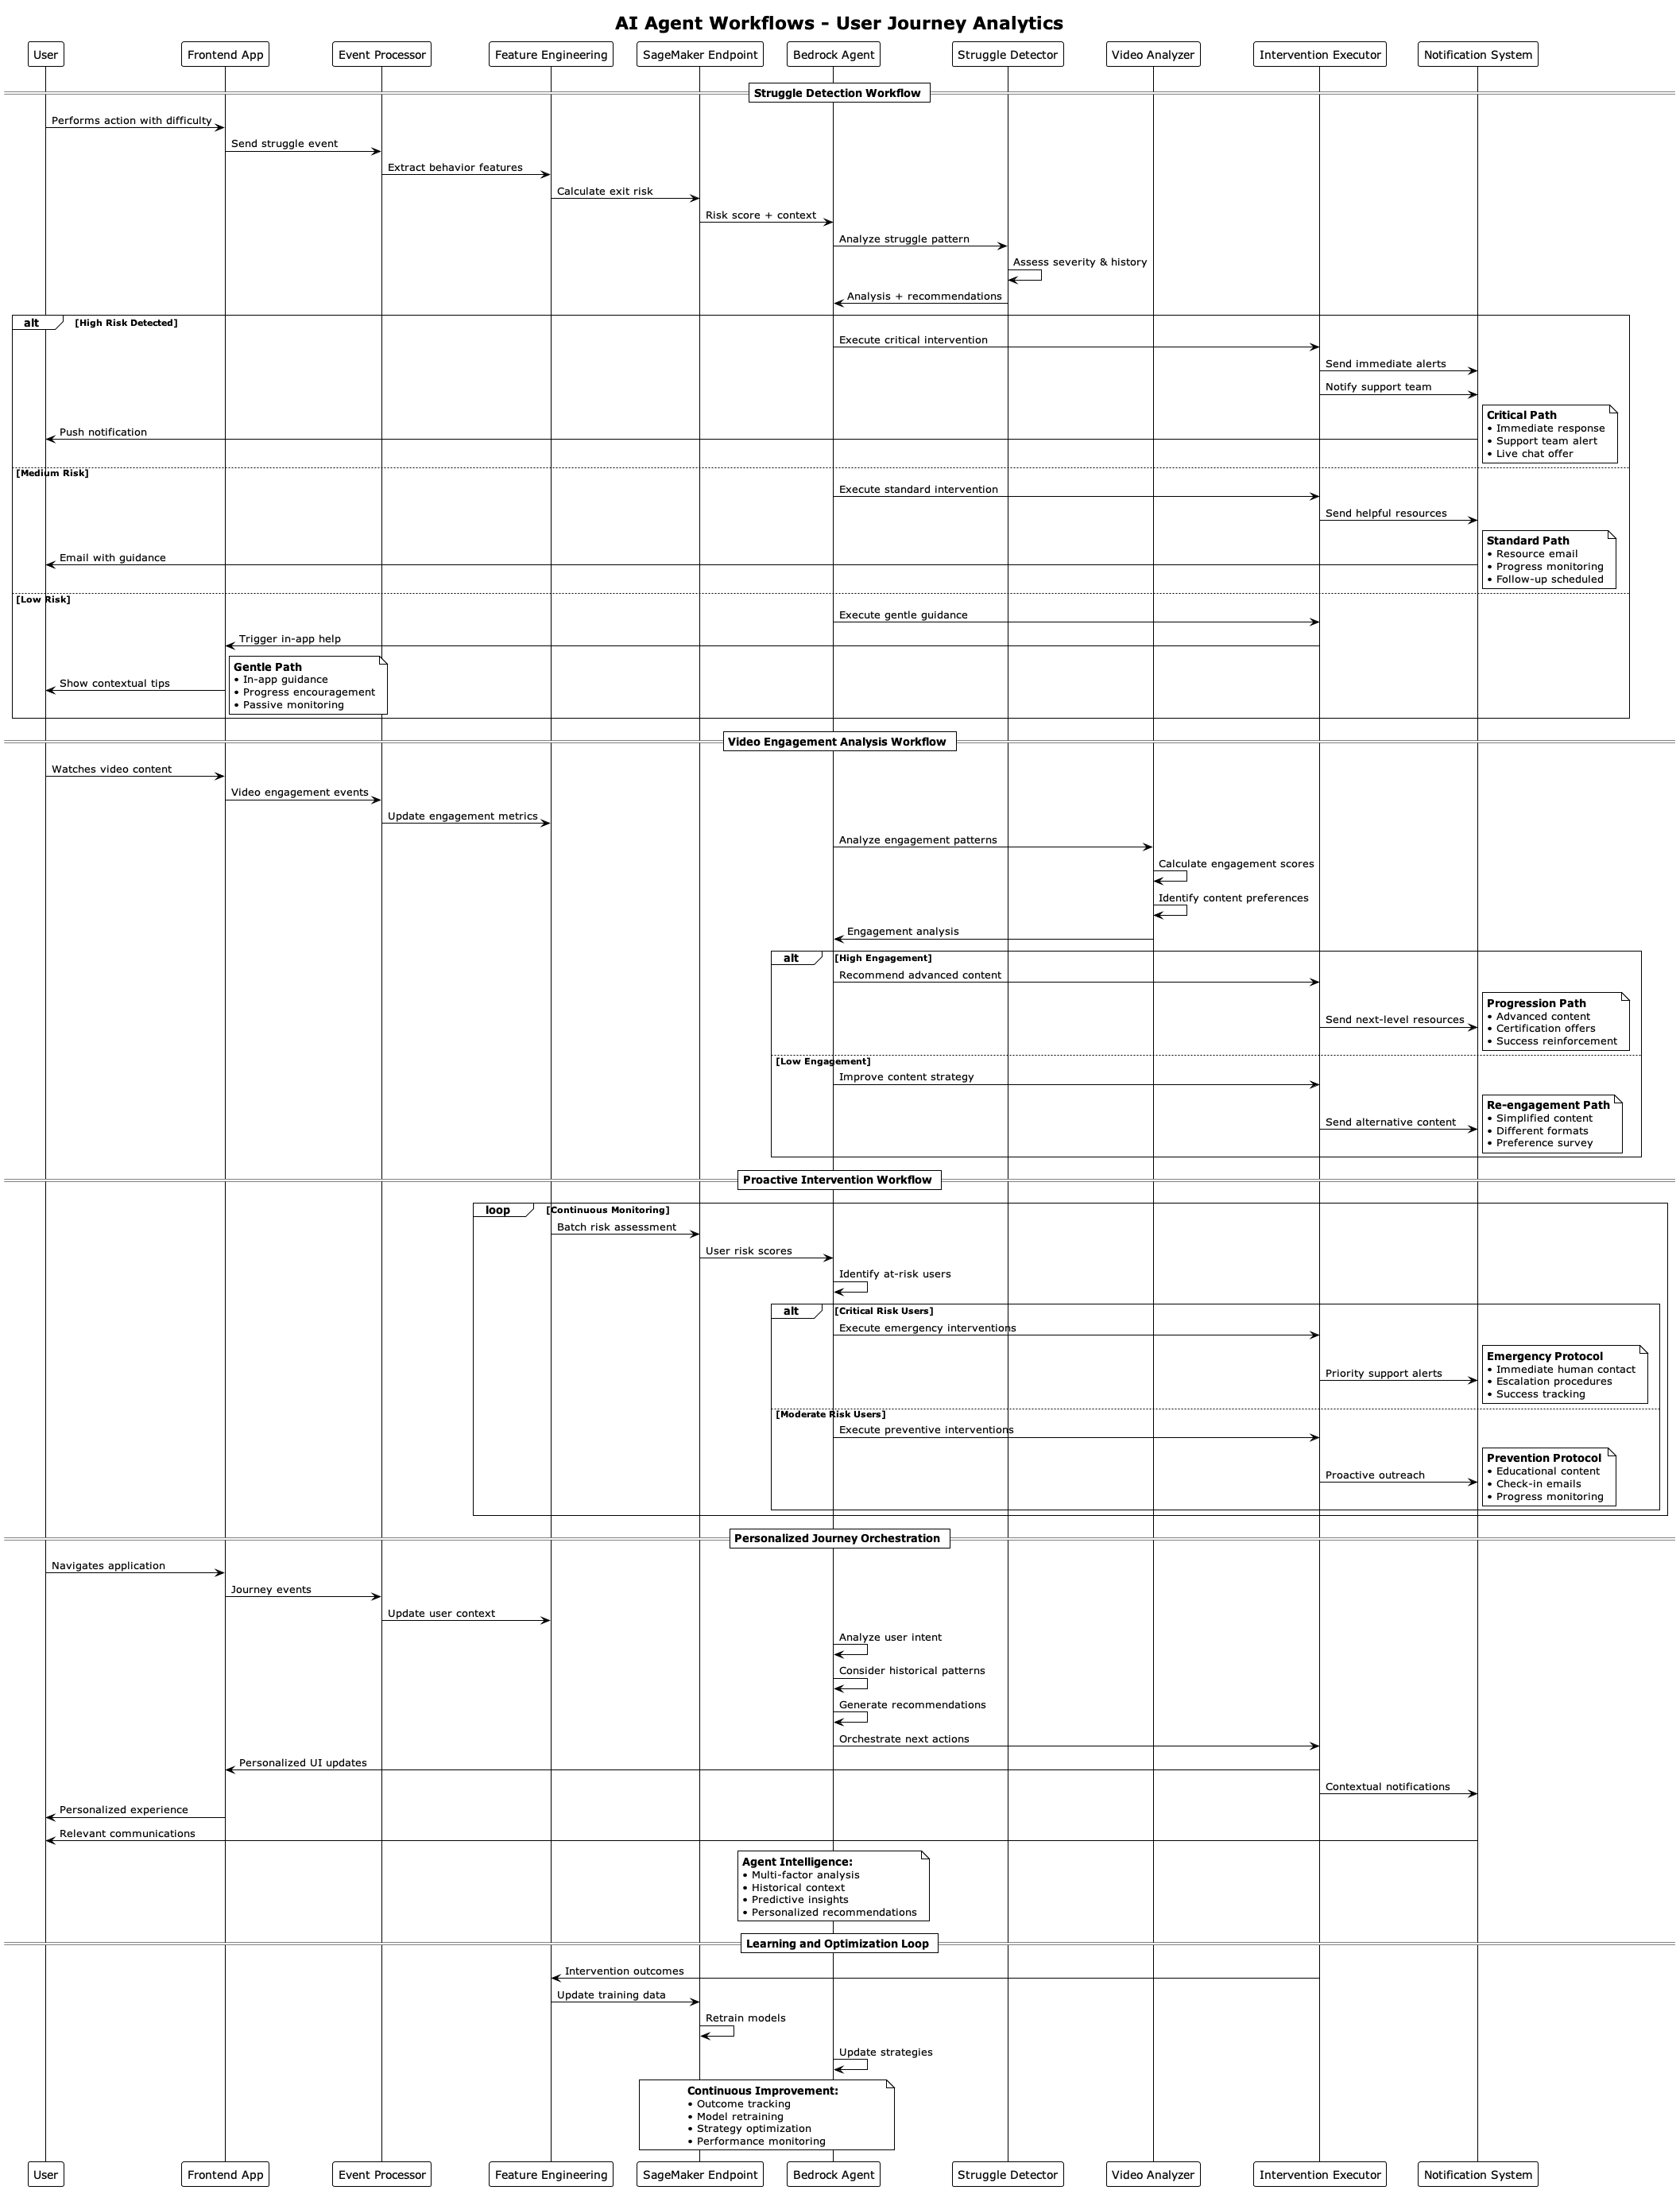 AI Agent Workflows - User Journey Analytics
User
Frontend App
Event Processor
Feature Engineering
SageMaker Endpoint
Bedrock Agent
Struggle Detector
Video Analyzer
Intervention Executor
Notification System
Struggle Detection Workflow
Performs action with difficulty
Send struggle event
Extract behavior features
Calculate exit risk
Risk score + context
Analyze struggle pattern
Assess severity & history
Analysis + recommendations
alt
[High Risk Detected]
Execute critical intervention
Send immediate alerts
Notify support team
Push notification
Critical Path
• Immediate response
• Support team alert
• Live chat offer
[Medium Risk]
Execute standard intervention
Send helpful resources
Email with guidance
Standard Path
• Resource email
• Progress monitoring
• Follow-up scheduled
[Low Risk]
Execute gentle guidance
Trigger in-app help
Show contextual tips
Gentle Path
• In-app guidance
• Progress encouragement
• Passive monitoring
Video Engagement Analysis Workflow
Watches video content
Video engagement events
Update engagement metrics
Analyze engagement patterns
Calculate engagement scores
Identify content preferences
Engagement analysis
alt
[High Engagement]
Recommend advanced content
Send next-level resources
Progression Path
• Advanced content
• Certification offers
• Success reinforcement
[Low Engagement]
Improve content strategy
Send alternative content
Re-engagement Path
• Simplified content
• Different formats
• Preference survey
Proactive Intervention Workflow
loop
[Continuous Monitoring]
Batch risk assessment
User risk scores
Identify at-risk users
alt
[Critical Risk Users]
Execute emergency interventions
Priority support alerts
Emergency Protocol
• Immediate human contact
• Escalation procedures
• Success tracking
[Moderate Risk Users]
Execute preventive interventions
Proactive outreach
Prevention Protocol
• Educational content
• Check-in emails
• Progress monitoring
Personalized Journey Orchestration
Navigates application
Journey events
Update user context
Analyze user intent
Consider historical patterns
Generate recommendations
Orchestrate next actions
Personalized UI updates
Contextual notifications
Personalized experience
Relevant communications
Agent Intelligence:
• Multi-factor analysis
• Historical context
• Predictive insights
• Personalized recommendations
Learning and Optimization Loop
Intervention outcomes
Update training data
Retrain models
Update strategies
Continuous Improvement:
• Outcome tracking
• Model retraining
• Strategy optimization
• Performance monitoring
User
Frontend App
Event Processor
Feature Engineering
SageMaker Endpoint
Bedrock Agent
Struggle Detector
Video Analyzer
Intervention Executor
Notification System